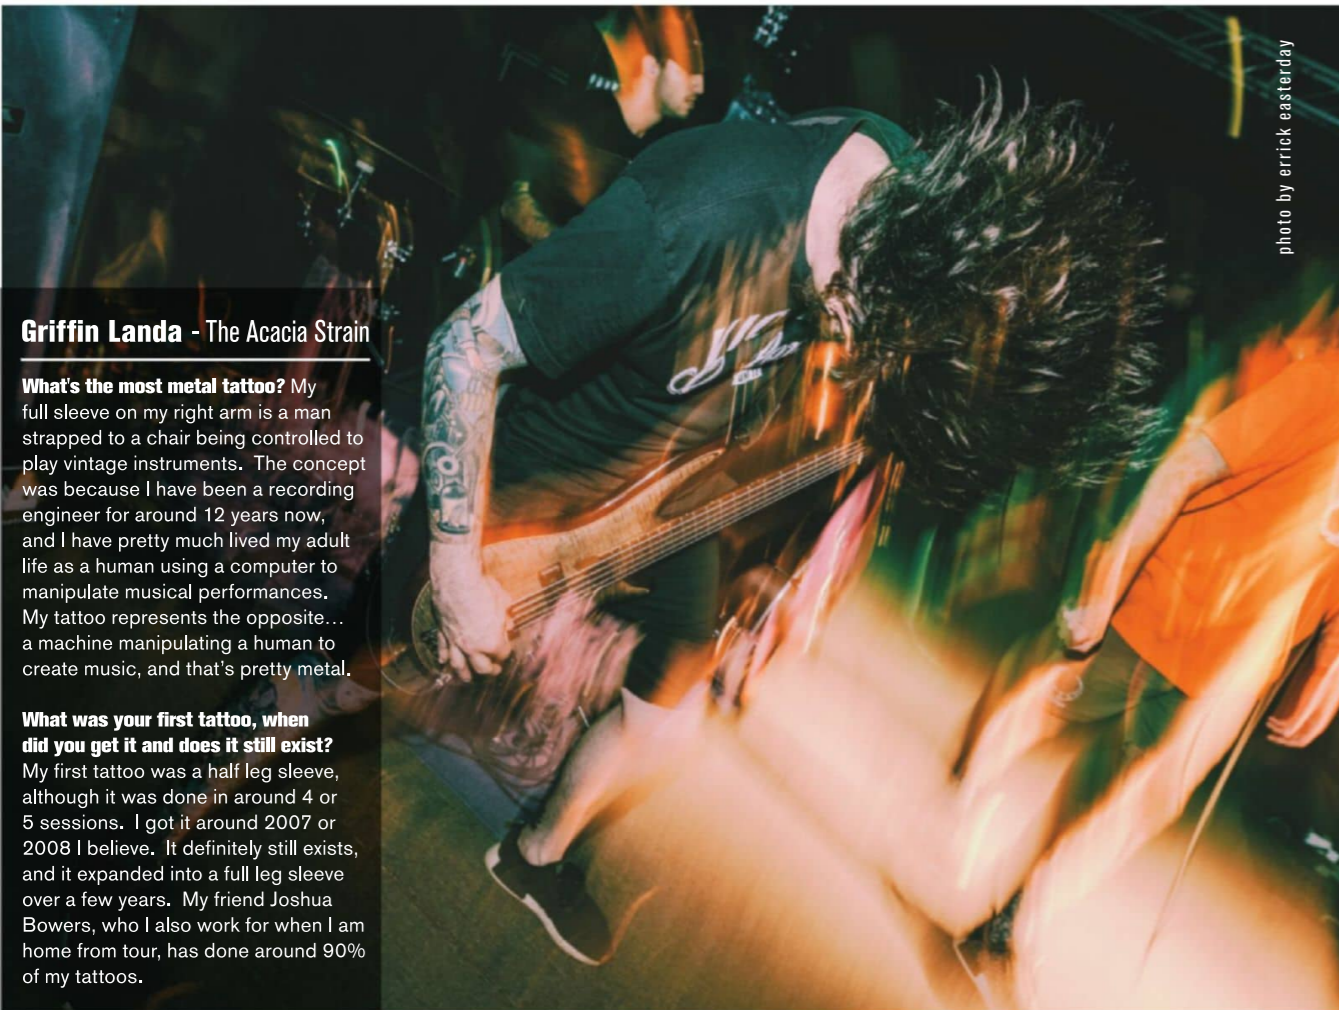 photo by errick easterday
Griffin Landa - The Acacia Strain
What's the most metal tattoo? My
full sleeve on my right arm is a man
strapped to a chair being controlled to
play vintage instruments.  The concept
was because I have been a recording
engineer for around 12 years now,
and I have pretty much lived my adult
life as a human using a computer to
manipulate musical performances.
My tattoo represents the opposite…
a machine manipulating a human to
create music, and that's pretty metal.
What was your first tattoo, when
did you get it and does it still exist?
My first tattoo was a half leg sleeve,
although it was done in around 4 or
5 sessions.  I got it around 2007 or
2008 I believe.  It definitely still exists,
and it expanded into a full leg sleeve
over a few years.  My friend Joshua
Bowers, who I also work for when I am
home from tour, has done around 90%
of my tattoos.